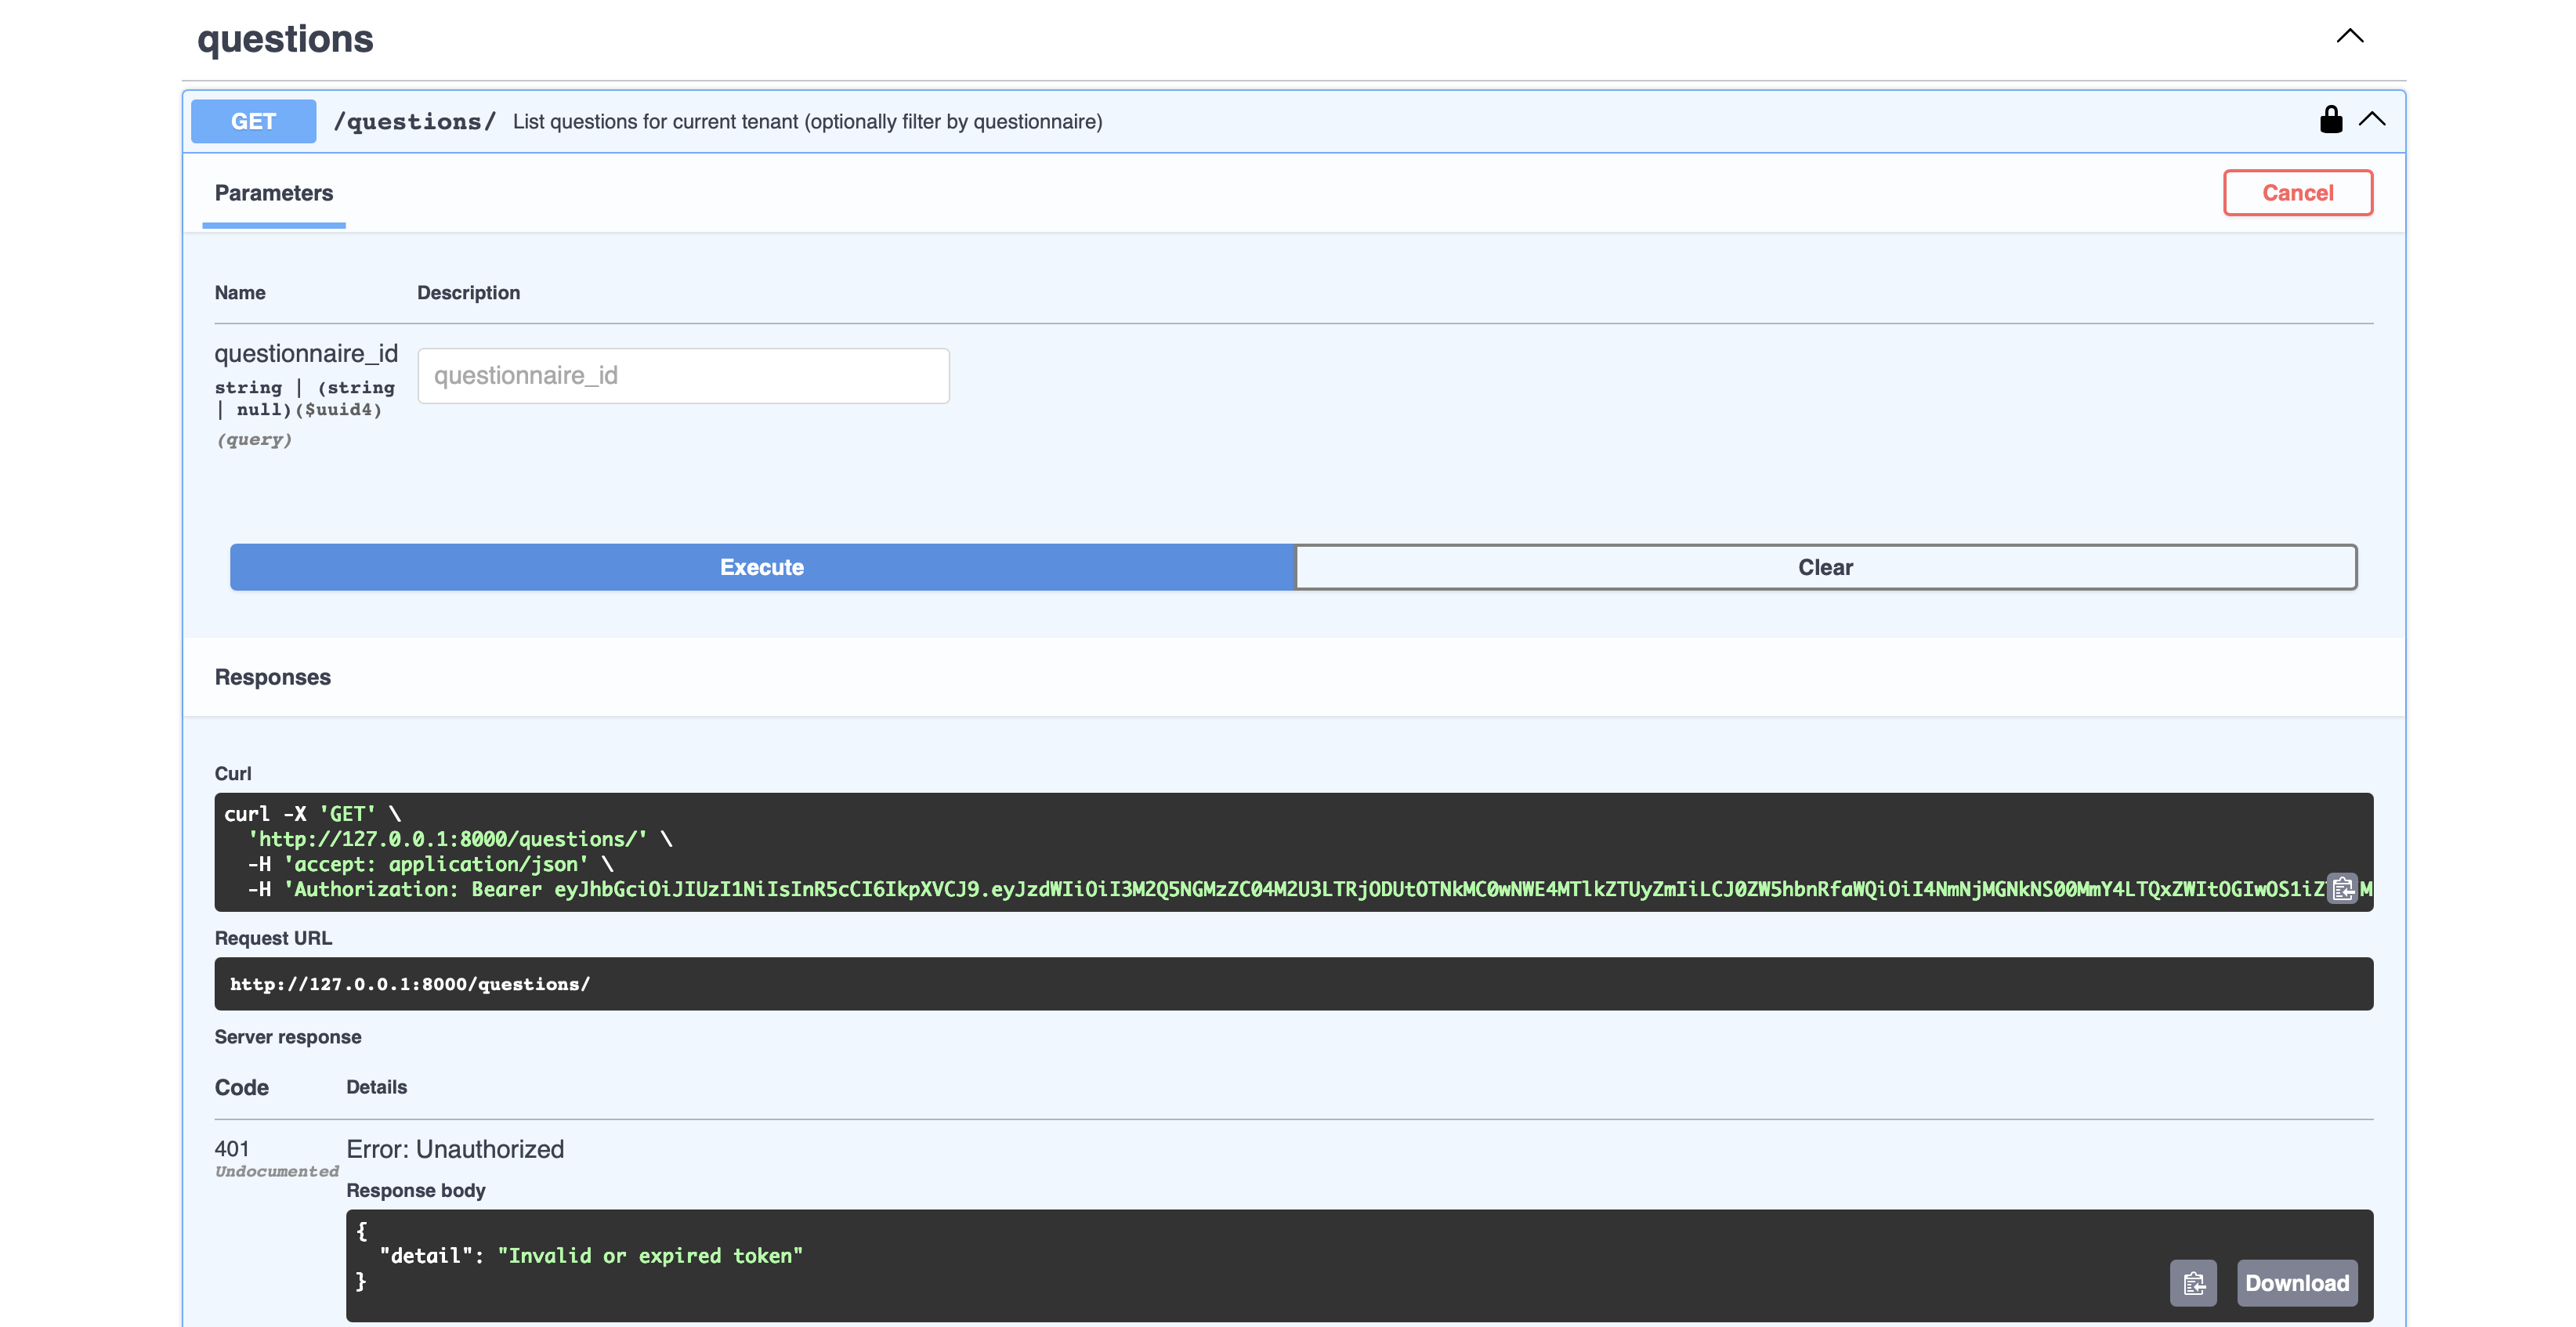 questions
GET /questions/ List questions for current tenant (optionally filter by questionnaire)
Parameters
Cancel
Name Description
questionnaire_id
string | (string
| null)($uuid4)
(query)
questionnaire_id
Execute
Clear
Responses
Curl
curl -X 'GET' \
'http://127.0.0.1:8000/questions/' \
-H 'accept: application/json' \
-H 'Authorization: Bearer eyJhbGciOiJIUzI1NiIsInR5cCI6IkpXVCJ9.eyJzdWIiOiI3M2Q5NGMzZC04M2U3LTRjODUtOTNkMC0wNWE4MTlkZTUyZmIiLCJ0ZW5hbnRfaWQiOiI4NmNjMGNkNS00MmY4LTQxZWItOGIwOS1iZ
Request URL
http://127.0.0.1:8000/questions/
Server response
Code Details
401 Error: Unauthorized
Undocumented
Response body
{
"detail": "Invalid or expired token"
}
Download